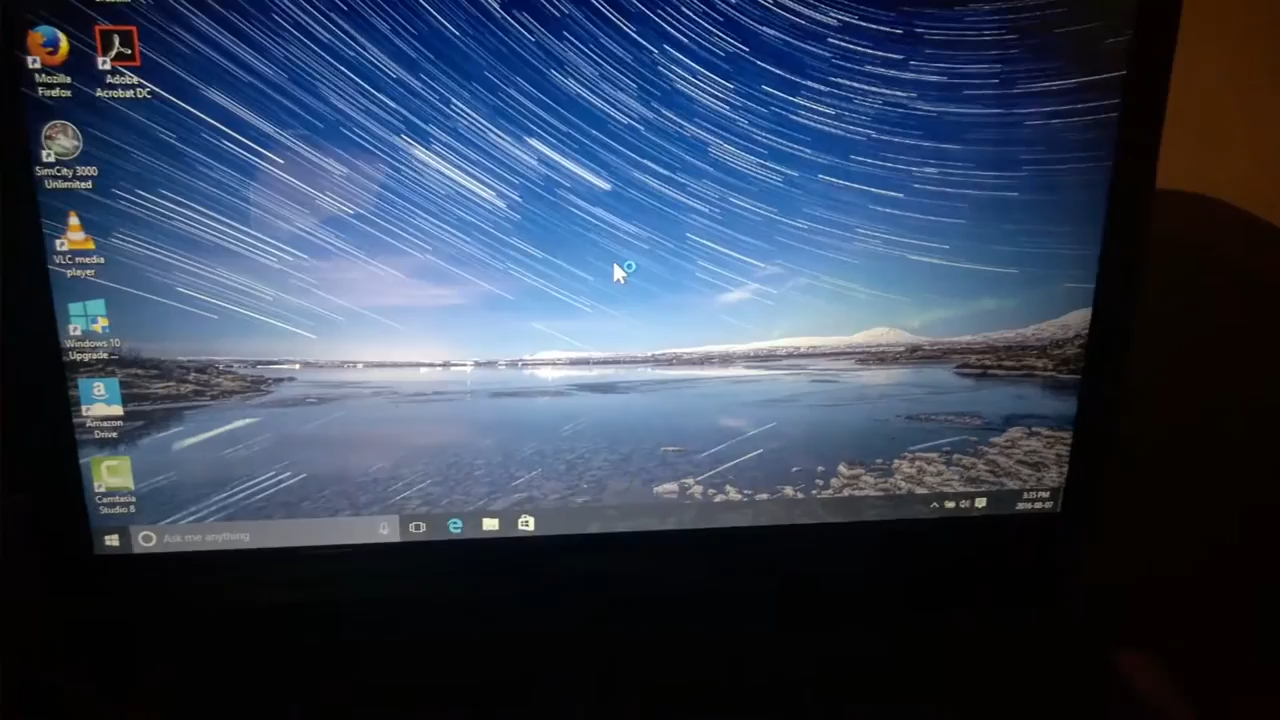 Mozilla
Firefox
Adobe
Acrobat DC
SimCity 3000
Unlimited
VLC media
player
Windows 10
Upgrade ...
a
Amazon
Drive
Camtasia
Studio 8
Ask me anything
3:35 PM
2016-08-07